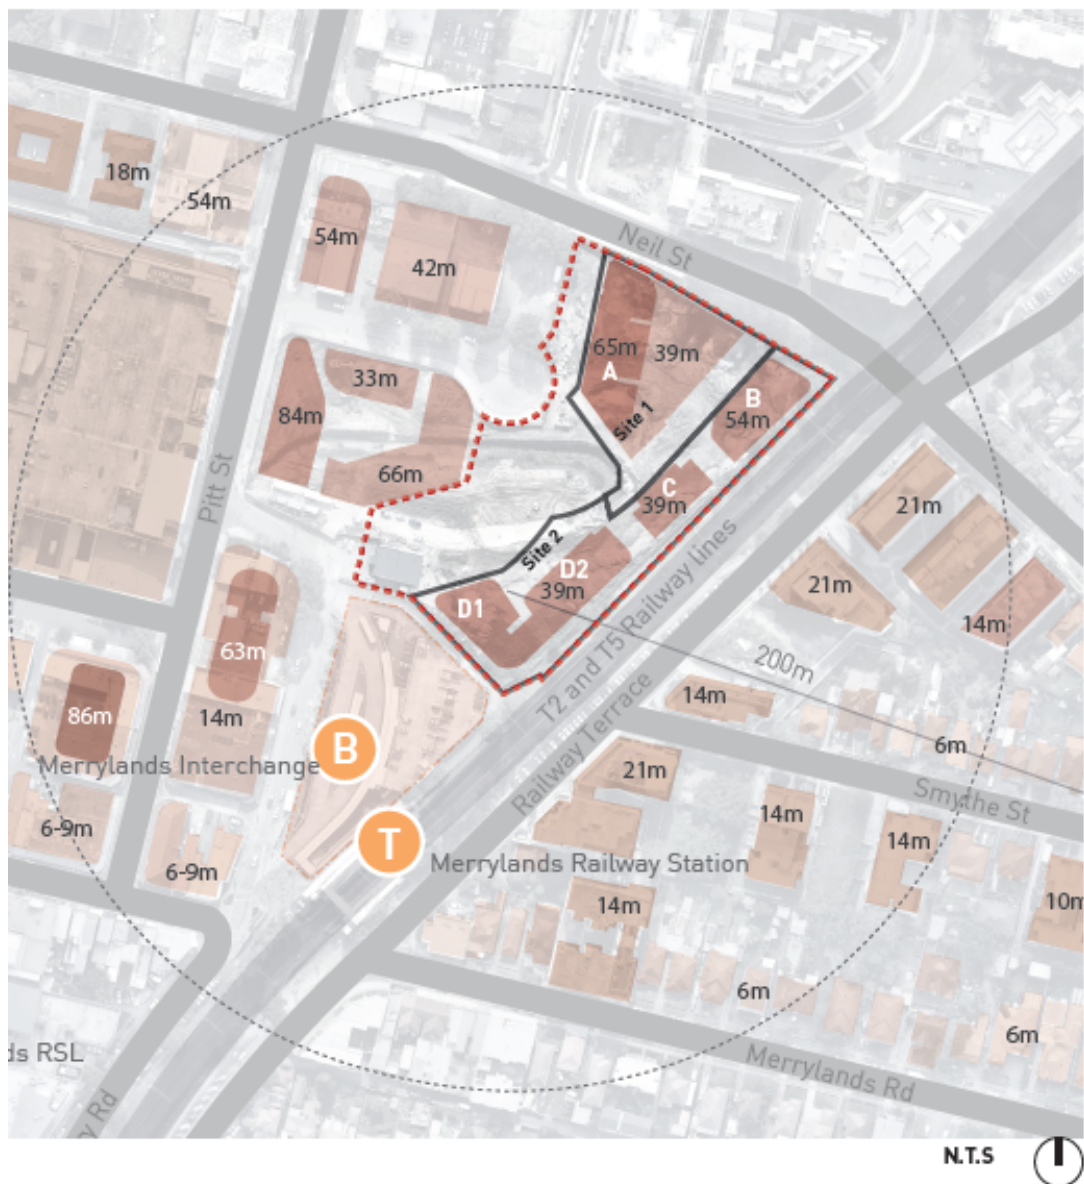 18m
54m
Neil St
54m
42m
65m
39m
A
33m
B
54m
84m
Site 1
66m
Pitt St
C
39m
21m
Site 2
D2
39m
D1
21m
14m
T2 and T5 Railway lines
63m
200m
14m
86m
14m
6m
B
Merrylands Interchange
Railway Terrace
21m
Smythe St
6-9m
14m
14m
T
Merrylands Railway Station
6-9m
14m
10m
6m
6m
ds RSL
Merrylands Rd
y Rd
N.T.S